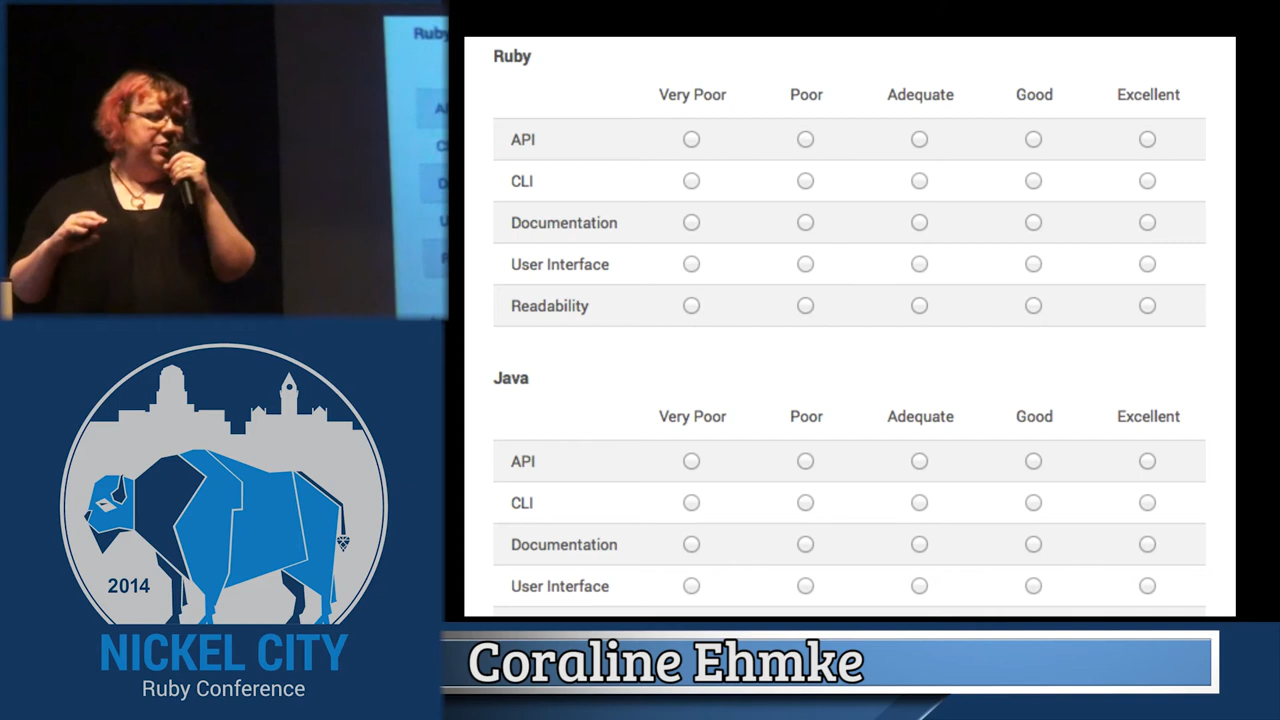 Ruby
Very Poor Poor Adequate Good Excellent
API
CLI
Documentation
User Interface
Readability
Java
Very Poor Poor Adequate Good Excellent
API
CLI
Documentation
User Interface
2014
NICKEL CITY
Ruby Conference
Coraline Ehmke
Ruby